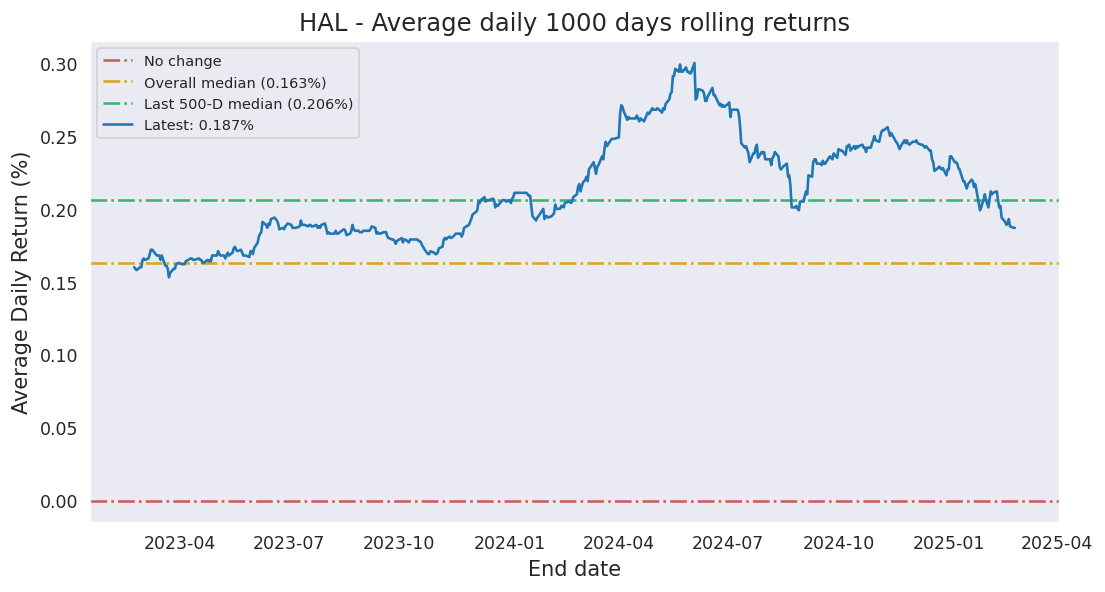 HAL - Average daily 1000 days rolling returns
No change
Overall median (0.163%)
Last 500-D median (0.206%)
Latest: 0.187%
Average Daily Return (%)
0.30
0.25
0.20
0.15
0.10
0.05
0.00
2023-04 2023-07 2023-10 2024-01 2024-04 2024-07 2024-10 2025-01 2025-04
End date